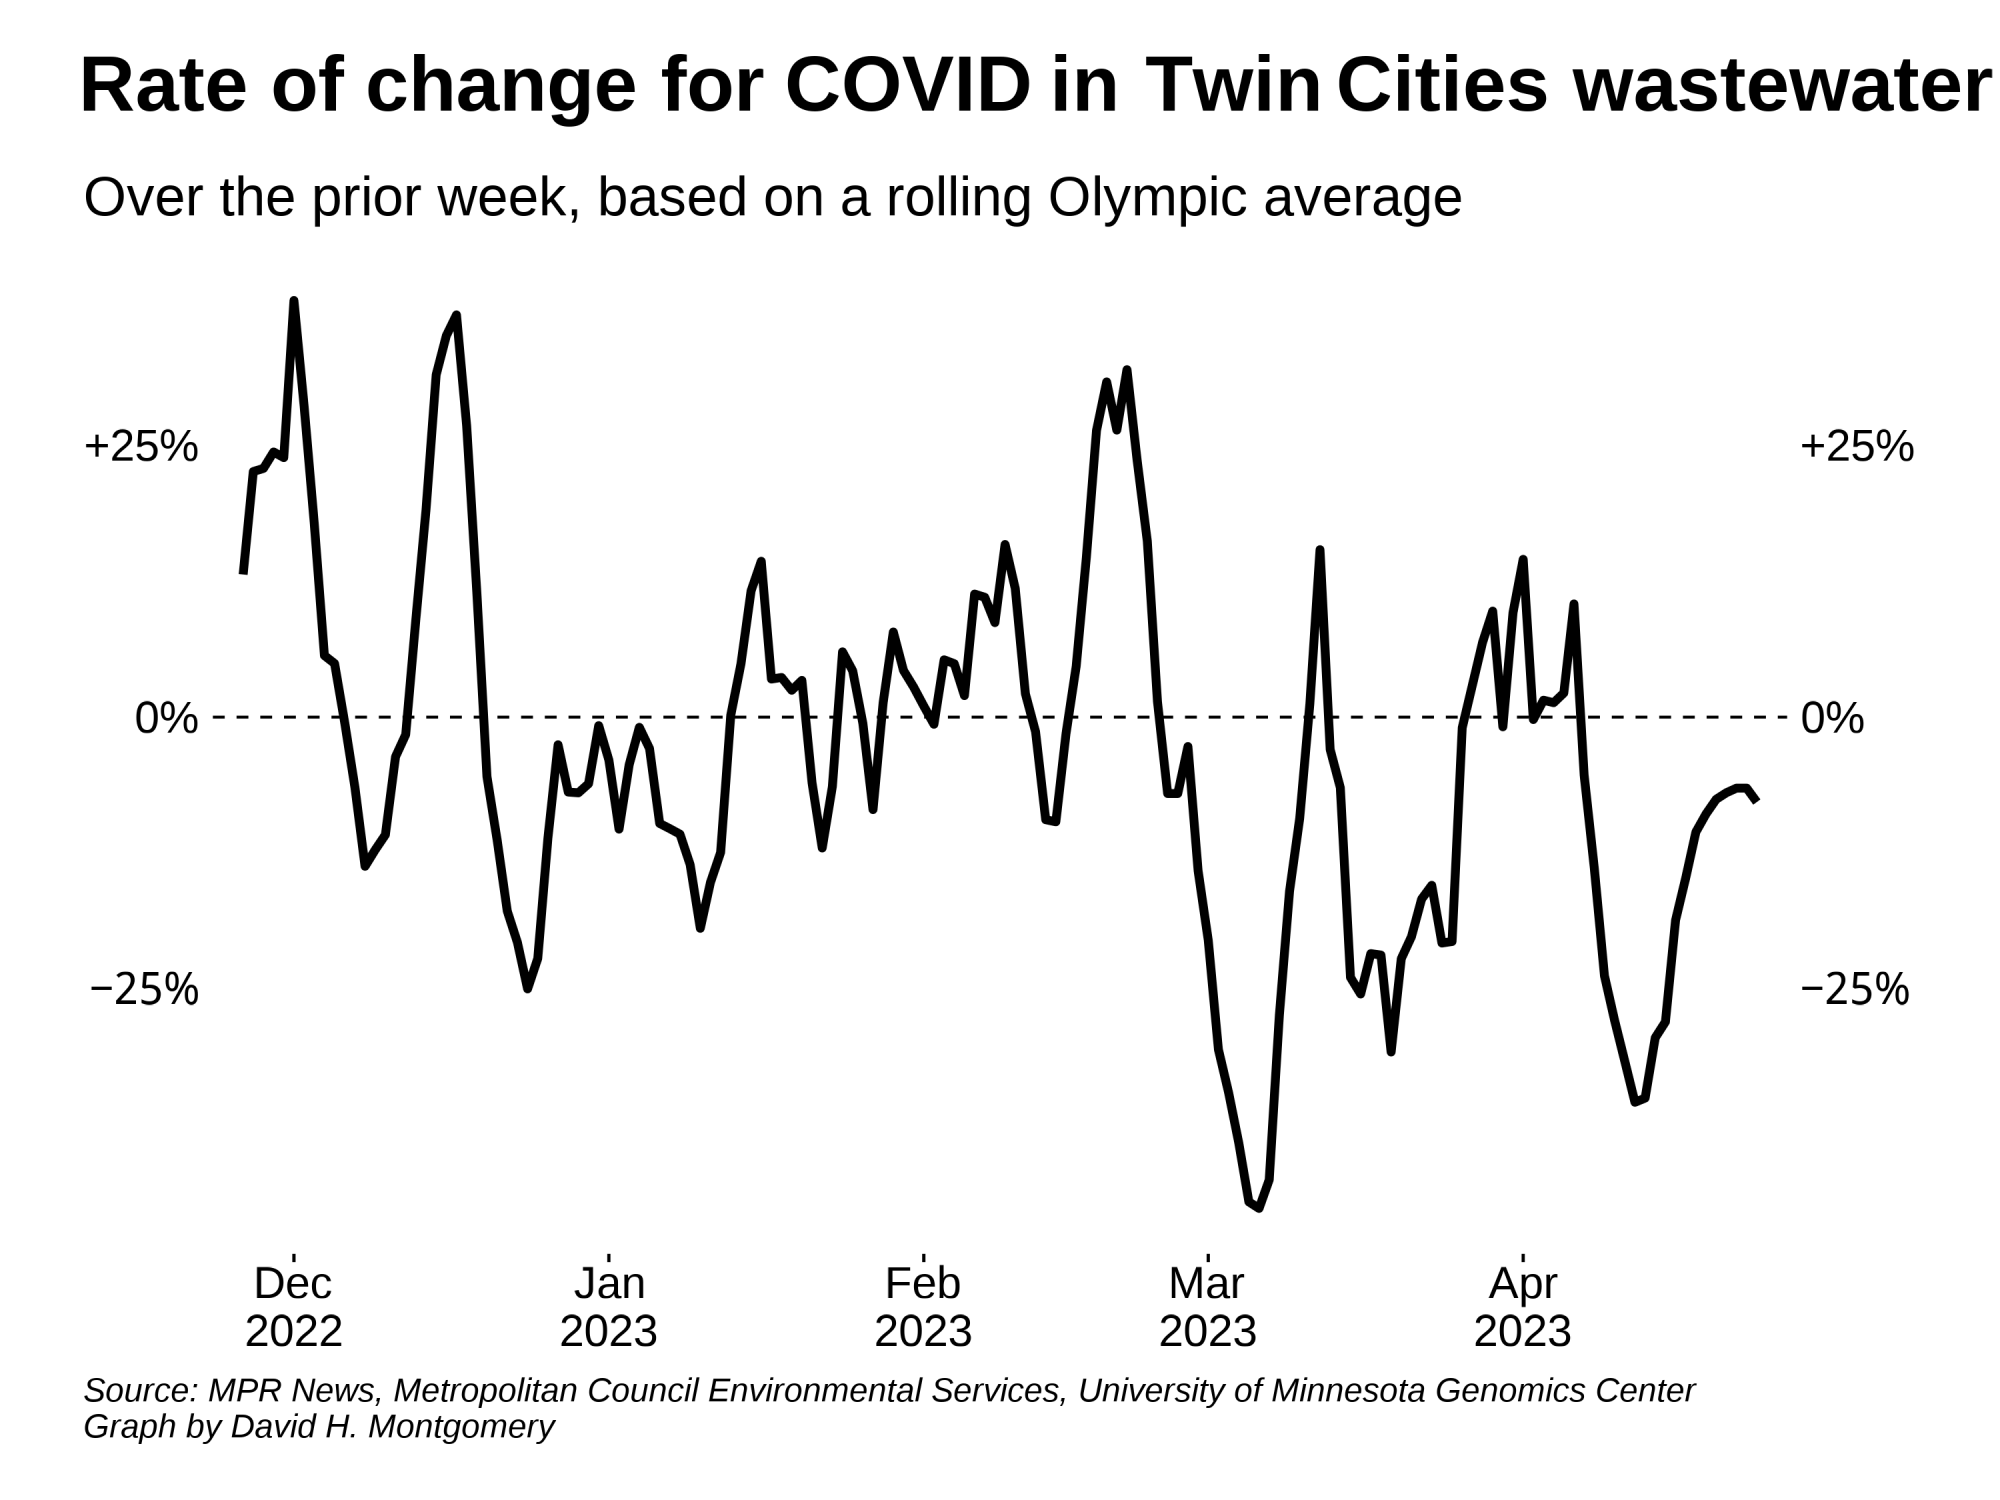 Rate of change for COVID in Twin Cities wastewater
Over the prior week, based on a rolling Olympic average
+25% +25%
0% 0%
−25% −25%
Dec Jan Feb Mar Apr
2022 2023 2023 2023 2023
Source: MPR News, Metropolitan Council Environmental Services, University of Minnesota Genomics Center
Graph by David H. Montgomery